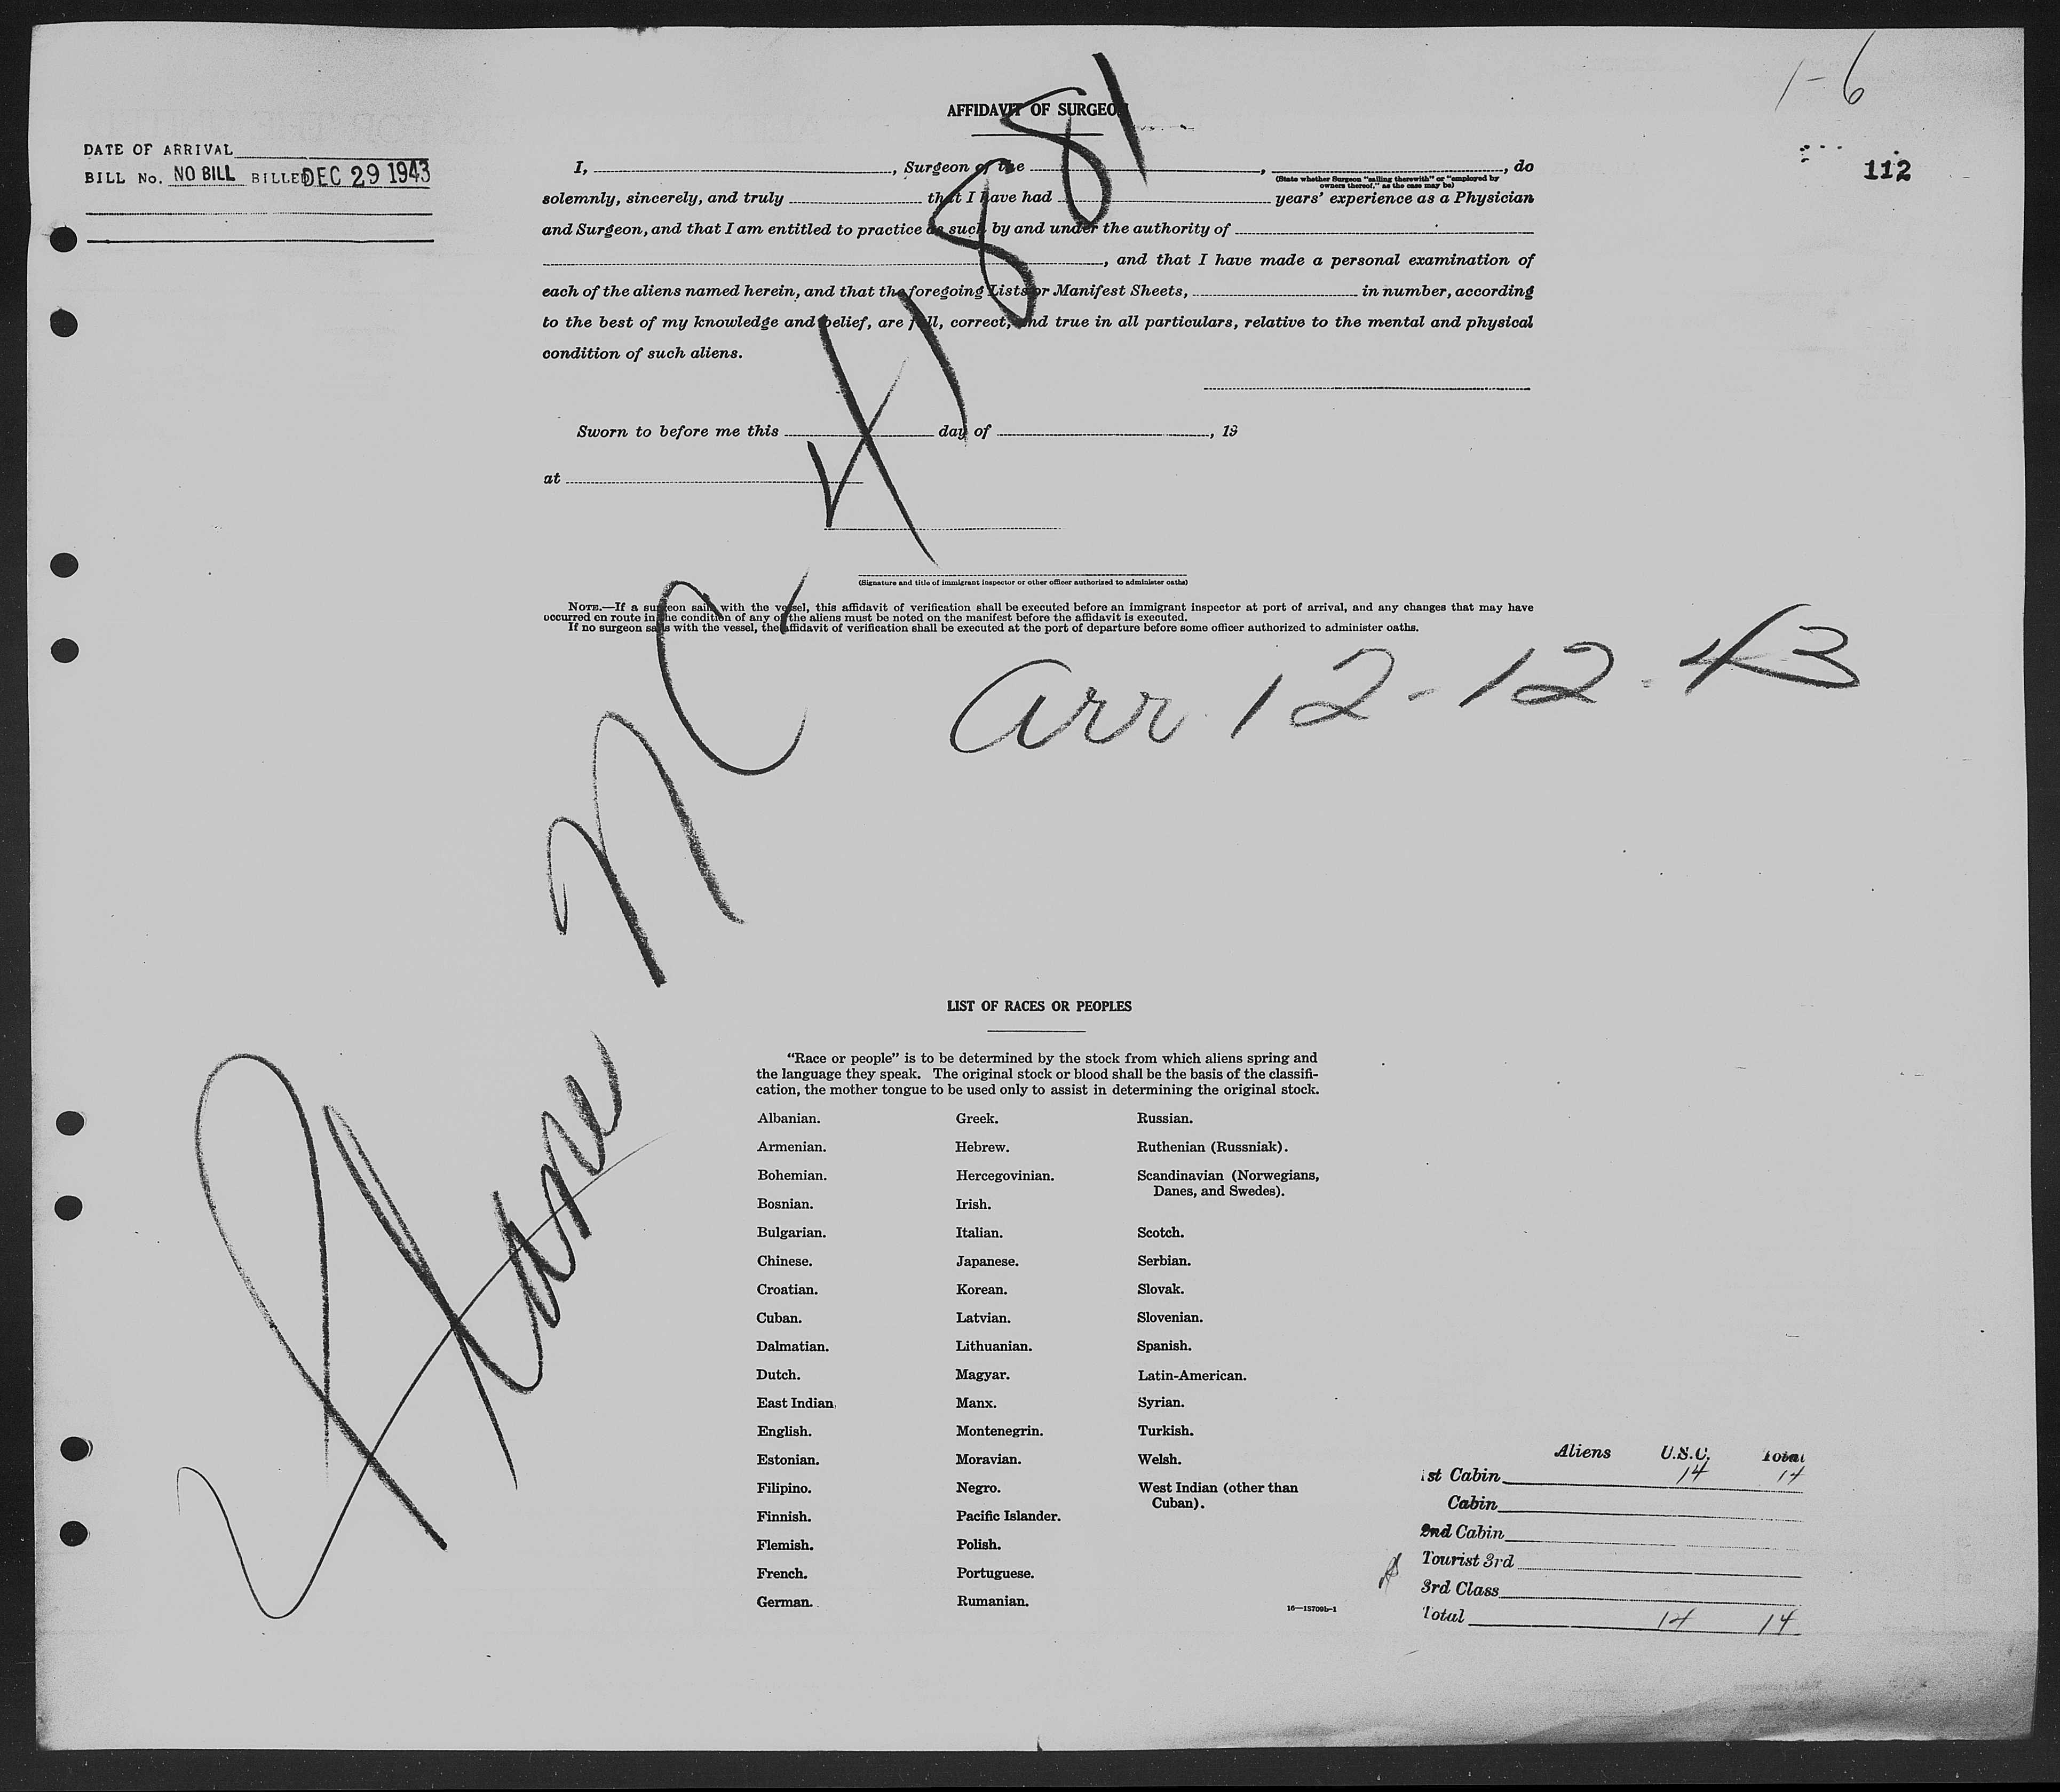 1-6
112
DATE OF ARRIVAL
BILL No. NO BILL BILLED DEC 29 1943
AFFIDAVIT OF SURGEON
I, , Surgeon of the , , do
(State whether Surgeon "sailing therewith" or "employed by owners thereof," as the case may be)
solemnly, sincerely, and truly that I have had years' experience as a Physician
and Surgeon, and that I am entitled to practice as such by and under the authority of
, and that I have made a personal examination of
each of the aliens named herein, and that the foregoing Lists or Manifest Sheets, in number, according
to the best of my knowledge and belief, are full, correct, and true in all particulars, relative to the mental and physical
condition of such aliens.
Sworn to before me this day of , 19
at
(Signature and title of immigrant inspector or other officer authorized to administer oaths)
NOTE.—If a surgeon sails with the vessel, this affidavit of verification shall be executed before an immigrant inspector at port of arrival, and any changes that may have
occurred en route in the condition of any of the aliens must be noted on the manifest before the affidavit is executed.
If no surgeon sails with the vessel, the affidavit of verification shall be executed at the port of departure before some officer authorized to administer oaths.
Plane NC 41881
arr. 12-12-43
LIST OF RACES OR PEOPLES
"Race or people" is to be determined by the stock from which aliens spring and
the language they speak. The original stock or blood shall be the basis of the classifi-
cation, the mother tongue to be used only to assist in determining the original stock.
Albanian.
Armenian.
Bohemian.
Bosnian.
Bulgarian.
Chinese.
Croatian.
Cuban.
Dalmatian.
Dutch.
East Indian.
English.
Estonian.
Filipino.
Finnish.
Flemish.
French.
German.
Greek.
Hebrew.
Hercegovinian.
Irish.
Italian.
Japanese.
Korean.
Latvian.
Lithuanian.
Magyar.
Manx.
Montenegrin.
Moravian.
Negro.
Pacific Islander.
Polish.
Portuguese.
Rumanian.
Russian.
Ruthenian (Russniak).
Scandinavian (Norwegians,
Danes, and Swedes).
Scotch.
Serbian.
Slovak.
Slovenian.
Spanish.
Latin-American.
Syrian.
Turkish.
Welsh.
West Indian (other than
Cuban).
16—15709b-1
Aliens U.S.C. Total
1st Cabin 14 14
Cabin
2nd Cabin
Tourist 3rd
3rd Class
Total 14 14